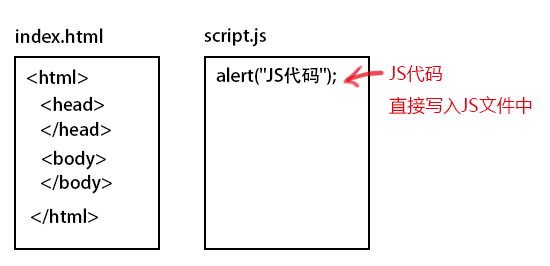 index.html
<html>
<head>
</head>
<body>
</body>
</html>
script.js
alert("JS代码");
JS代码
直接写入JS文件中